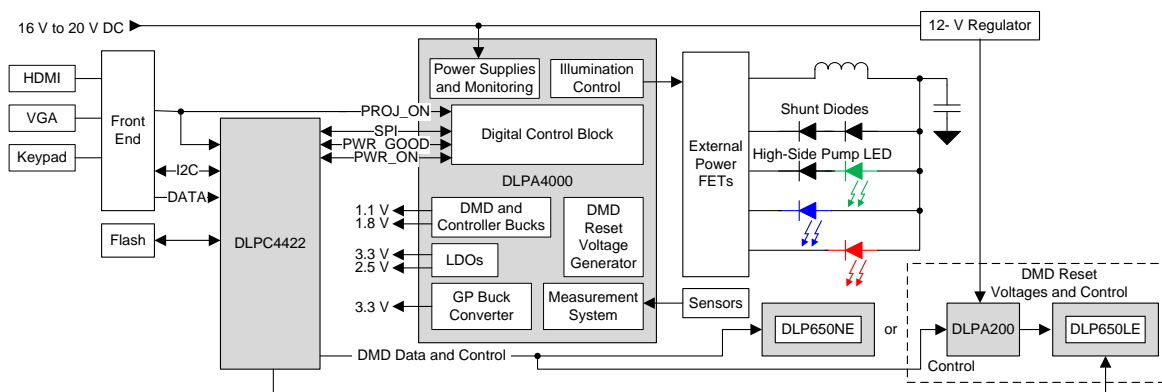 16 V to 20 V DC
12- V Regulator
HDMI
VGA
Keypad
Front
End
Flash
PROJ_ON
SPI
PWR_GOOD
PWR_ON
I2C
DATA
DLPC4422
Power Supplies
and Monitoring
Illumination
Control
Digital Control Block
DLPA4000
1.1 V
1.8 V
DMD and
Controller Bucks
3.3 V
2.5 V
LDOs
3.3 V
GP Buck
Converter
DMD
Reset
Voltage
Generator
Measurement
System
External
Power
FETs
Shunt Diodes
High-Side Pump LED
Sensors
DMD Data and Control
DLP650NE
or
DMD Reset
Voltages and Control
DLPA200
DLP650LE
Control